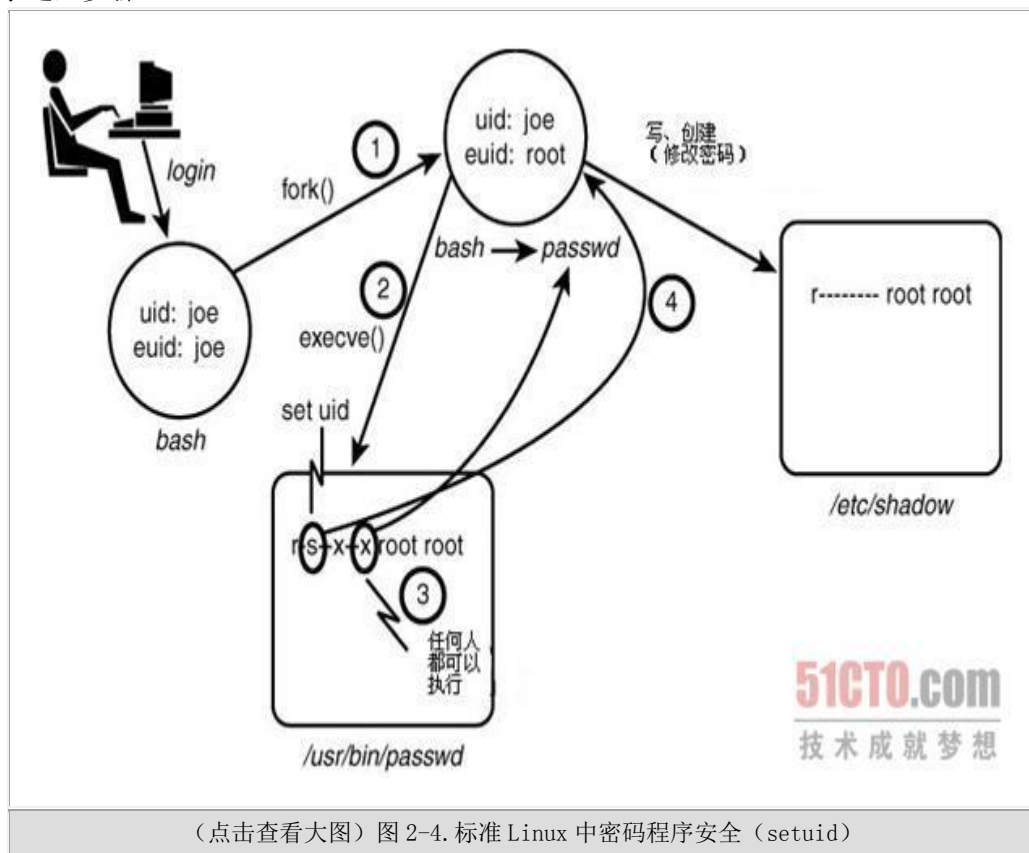 login
fork()
1
uid: joe
euid: root
写、创建
(修改密码)
bash
passwd
2
execve()
4
uid: joe
euid: joe
bash
r-------- root root
/etc/shadow
set uid
r-s--x--x root root
3
任何人
都可以
执行
/usr/bin/passwd
51CTO.com
技术成就梦想
(点击查看大图)图 2-4.标准 Linux 中密码程序安全(setuid)